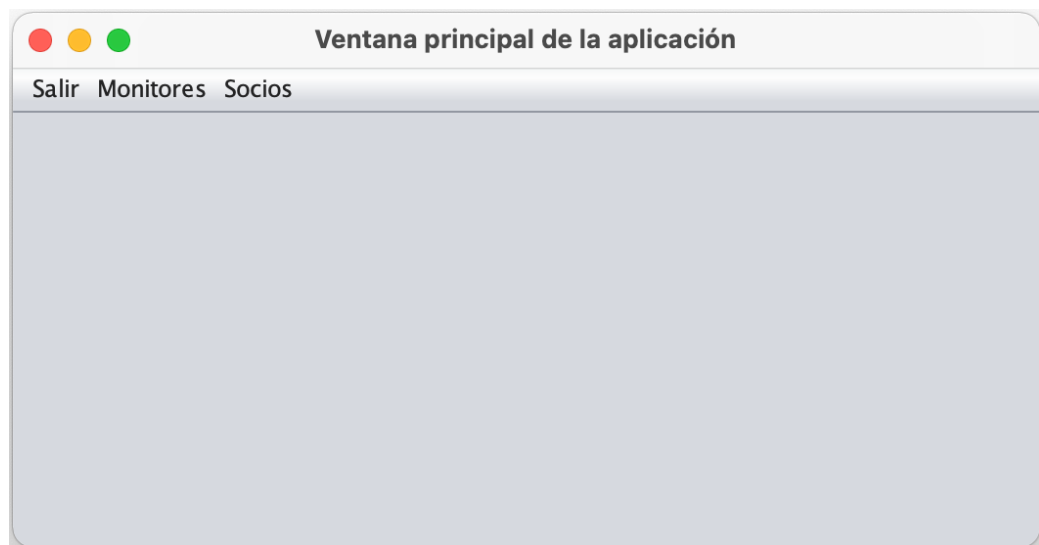 Ventana principal de la aplicación
Salir Monitores Socios